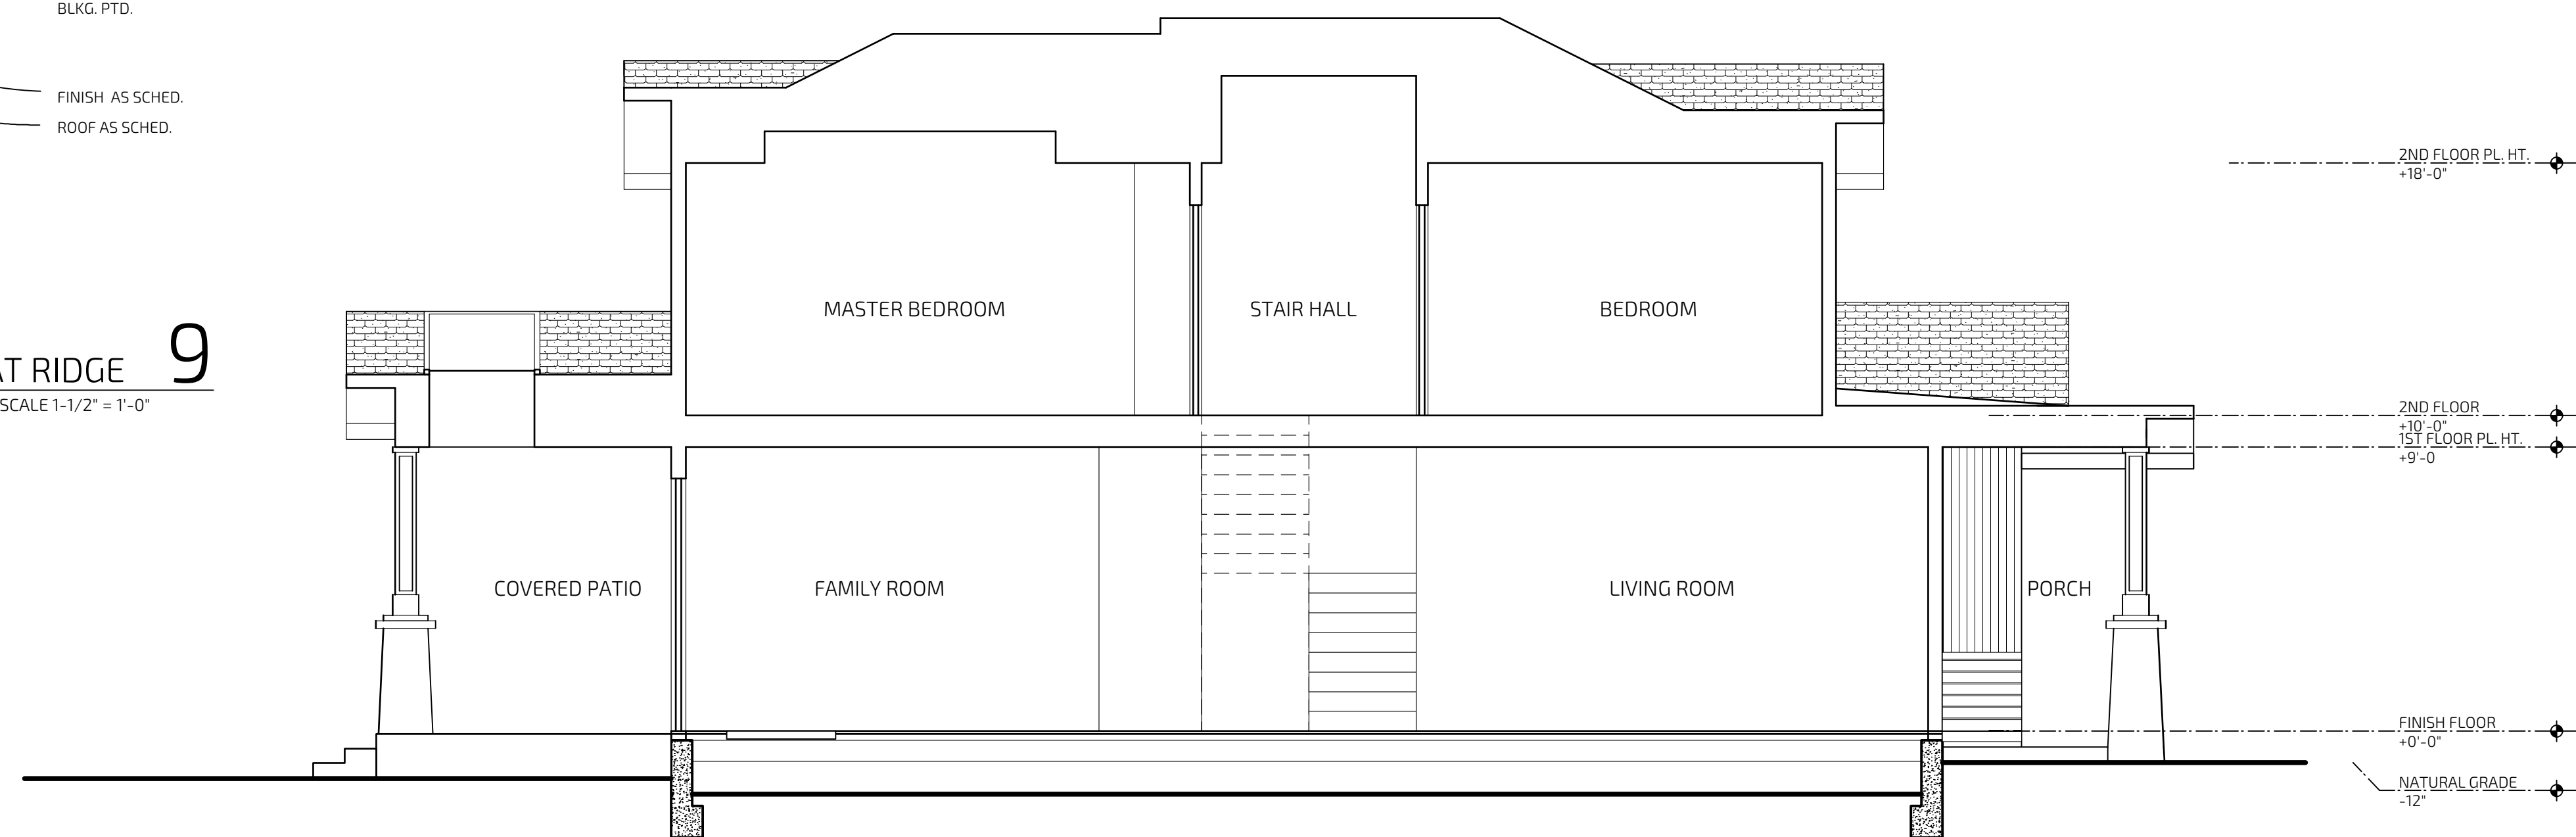 BLKG. PTD.
FINISH AS SCHED.
ROOF AS SCHED.
2ND FLOOR PL. HT.
+18'-0"
MASTER BEDROOM
STAIR HALL
BEDROOM
AT RIDGE 9
SCALE 1-1/2" = 1'-0"
2ND FLOOR
+10'-0"
1ST FLOOR PL. HT.
+9'-0
COVERED PATIO
FAMILY ROOM
LIVING ROOM
PORCH
FINISH FLOOR
+0'-0"
NATURAL GRADE
-12"